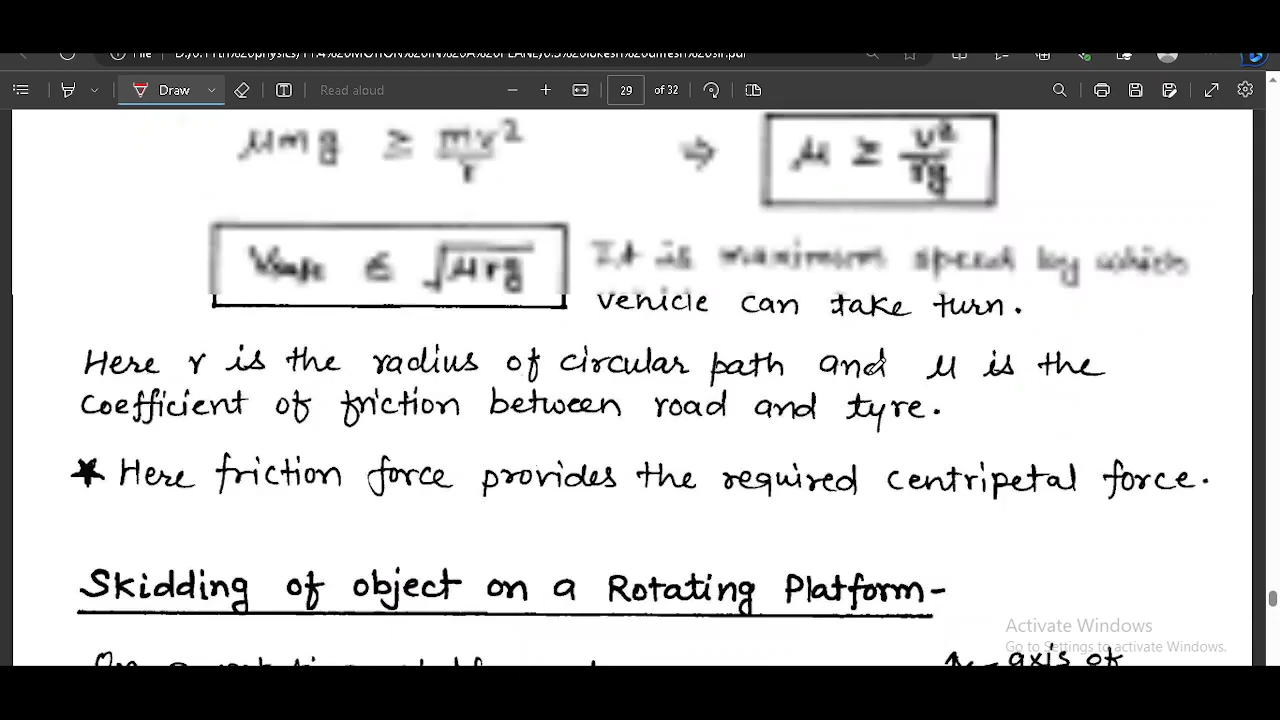 Draw
Read aloud
29 of 32
μmg ≥ mv²/r ⇒ μ ≥ v²/rg
Vsafe ≤ √μrg It is maximum speed by which
vehicle can take turn.
Here r is the radius of circular path and μ is the
coefficient of friction between road and tyre.
★ Here friction force provides the required centripetal force.
Skidding of object on a Rotating Platform-
Activate Windows
Go to Settings to activate Windows.
axis of